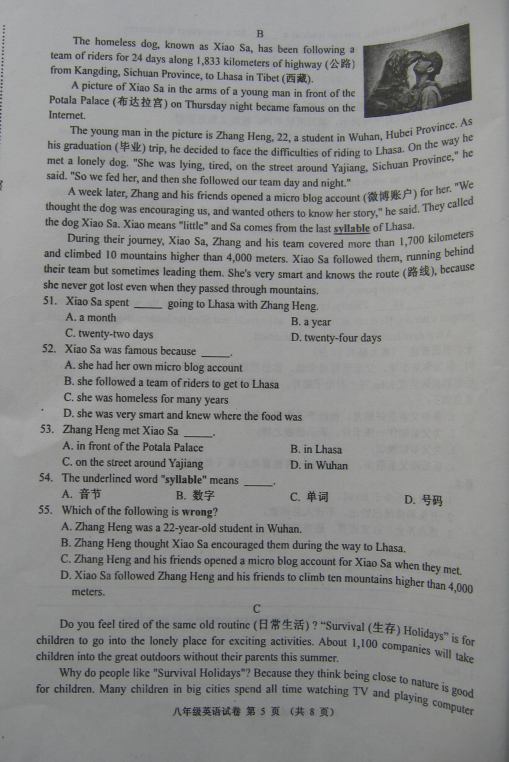 B
The homeless dog, known as Xiao Sa, has been following a
team of riders for 24 days along 1,833 kilometers of highway (公路)
from Kangding, Sichuan Province, to Lhasa in Tibet (西藏).
A picture of Xiao Sa in the arms of a young man in front of the
Potala Palace (布达拉宫) on Thursday night became famous on the
Internet.
The young man in the picture is Zhang Heng, 22, a student in Wuhan, Hubei Province. As
his graduation (毕业) trip, he decided to face the difficulties of riding to Lhasa. On the way he
met a lonely dog. "She was lying, tired, on the street around Yajiang, Sichuan Province," he
said. "So we fed her, and then she followed our team day and night."
A week later, Zhang and his friends opened a micro blog account (微博账户) for her. "We
thought the dog was encouraging us, and wanted others to know her story," he said. They called
the dog Xiao Sa. Xiao means "little" and Sa comes from the last syllable of Lhasa.
During their journey, Xiao Sa, Zhang and his team covered more than 1,700 kilometers
and climbed 10 mountains higher than 4,000 meters. Xiao Sa followed them, running behind
their team but sometimes leading them. She's very smart and knows the route (路线), because
she never got lost even when they passed through mountains.
51. Xiao Sa spent _____ going to Lhasa with Zhang Heng.
A. a month B. a year
C. twenty-two days D. twenty-four days
52. Xiao Sa was famous because _____.
A. she had her own micro blog account
B. she followed a team of riders to get to Lhasa
C. she was homeless for many years
D. she was very smart and knew where the food was
53. Zhang Heng met Xiao Sa _____.
A. in front of the Potala Palace B. in Lhasa
C. on the street around Yajiang D. in Wuhan
54. The underlined word "syllable" means _____.
A. 音节 B. 数字 C. 单词 D. 号码
55. Which of the following is wrong?
A. Zhang Heng was a 22-year-old student in Wuhan.
B. Zhang Heng thought Xiao Sa encouraged them during the way to Lhasa.
C. Zhang Heng and his friends opened a micro blog account for Xiao Sa when they met.
D. Xiao Sa followed Zhang Heng and his friends to climb ten mountains higher than 4,000
meters.
C
Do you feel tired of the same old routine (日常生活) ? "Survival (生存) Holidays" is for
children to go into the lonely place for exciting activities. About 1,100 companies will take
children into the great outdoors without their parents this summer.
Why do people like "Survival Holidays"? Because they think being close to nature is good
for children. Many children in big cities spend all time watching TV and playing computer
八年级英语试卷 第 5 页 （共 8 页）